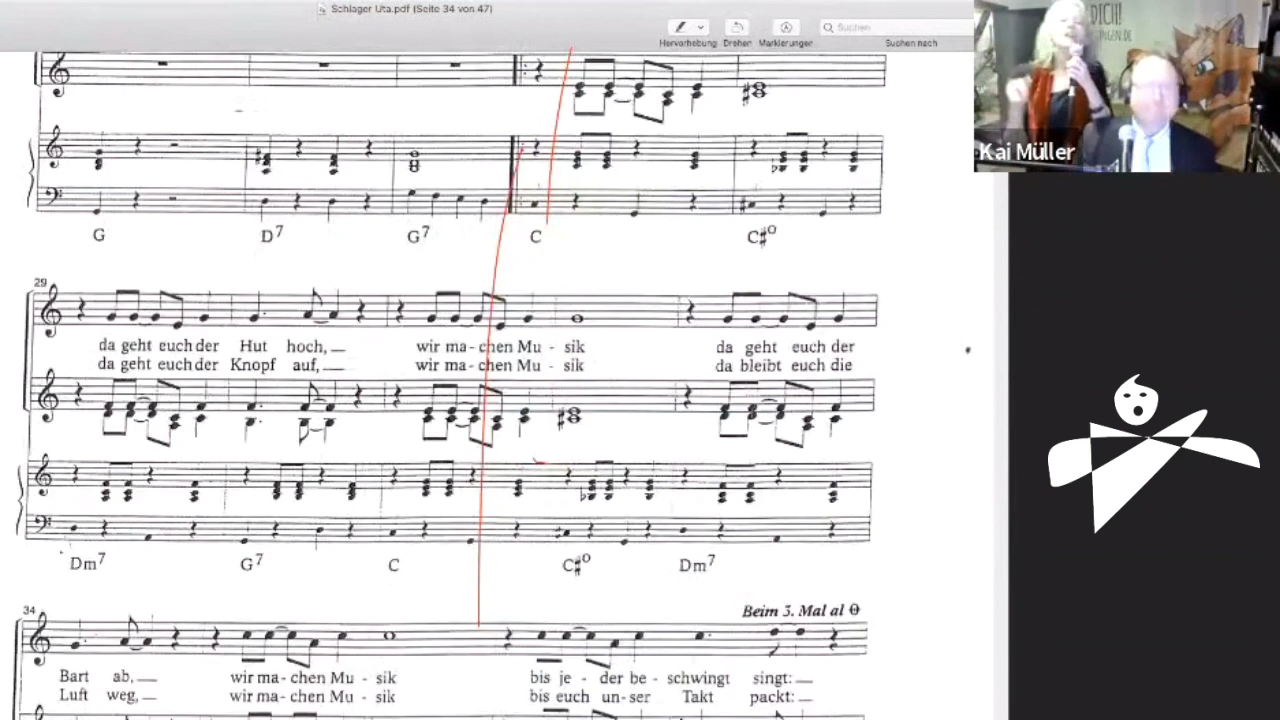 Schlager Uta.pdf (Seite 34 von 47)
Hervorhebung Drehen Markierungen Suchen
Suchen nach
DICH!
INGEN.DE
Kai Müller
G D7 G7 C C♯o
29
da geht euch der Hut hoch, wir ma - chen Mu - sik da geht euch der
da geht euch der Knopf auf, wir ma - chen Mu - sik da bleibt euch die
Dm7 G7 C C♯o Dm7
34
Beim 3. Mal al 𝄌
Bart ab, wir ma - chen Mu - sik bis je - der be - schwingt singt:
Luft weg, wir ma - chen Mu - sik bis euch un - ser Takt packt: